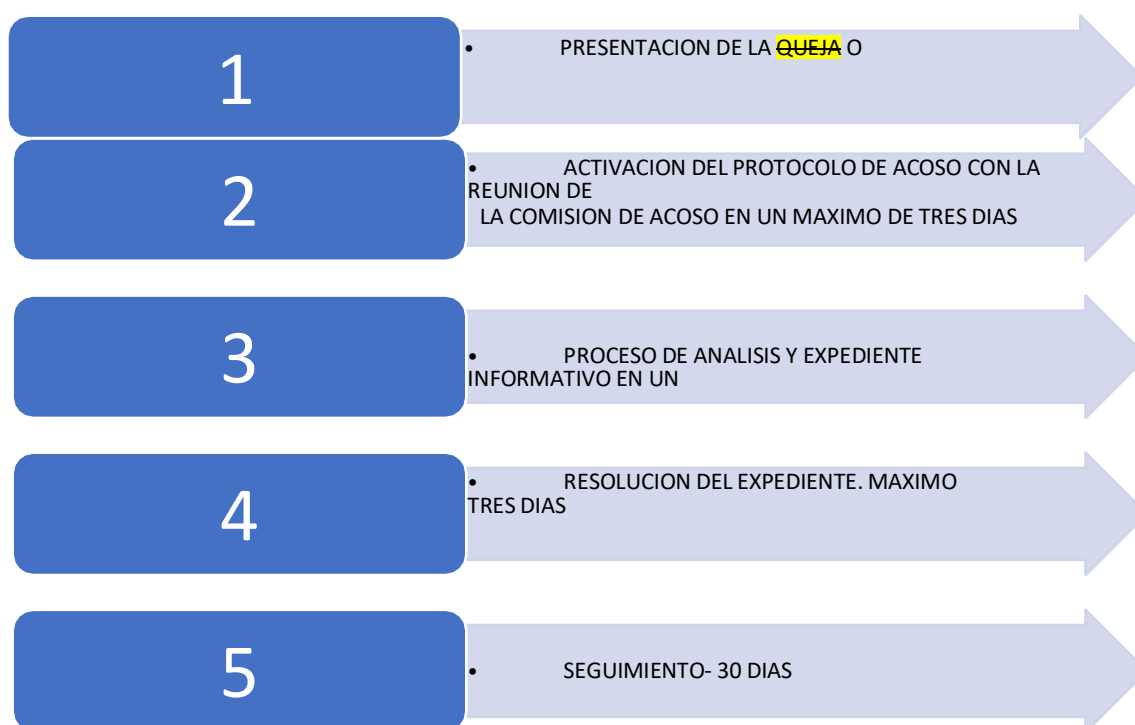 1
• PRESENTACION DE LA QUEJA O
2
• ACTIVACION DEL PROTOCOLO DE ACOSO CON LA
REUNION DE
LA COMISION DE ACOSO EN UN MAXIMO DE TRES DIAS
3
• PROCESO DE ANALISIS Y EXPEDIENTE
INFORMATIVO EN UN
4
• RESOLUCION DEL EXPEDIENTE. MAXIMO
TRES DIAS
5
• SEGUIMIENTO- 30 DIAS